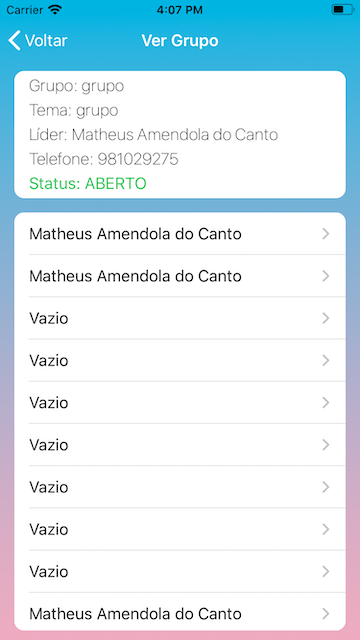 Carrier 4:07 PM
Voltar Ver Grupo
Grupo: grupo
Tema: grupo
Líder: Matheus Amendola do Canto
Telefone: 981029275
Status: ABERTO
Matheus Amendola do Canto
Matheus Amendola do Canto
Vazio
Vazio
Vazio
Vazio
Vazio
Vazio
Vazio
Matheus Amendola do Canto